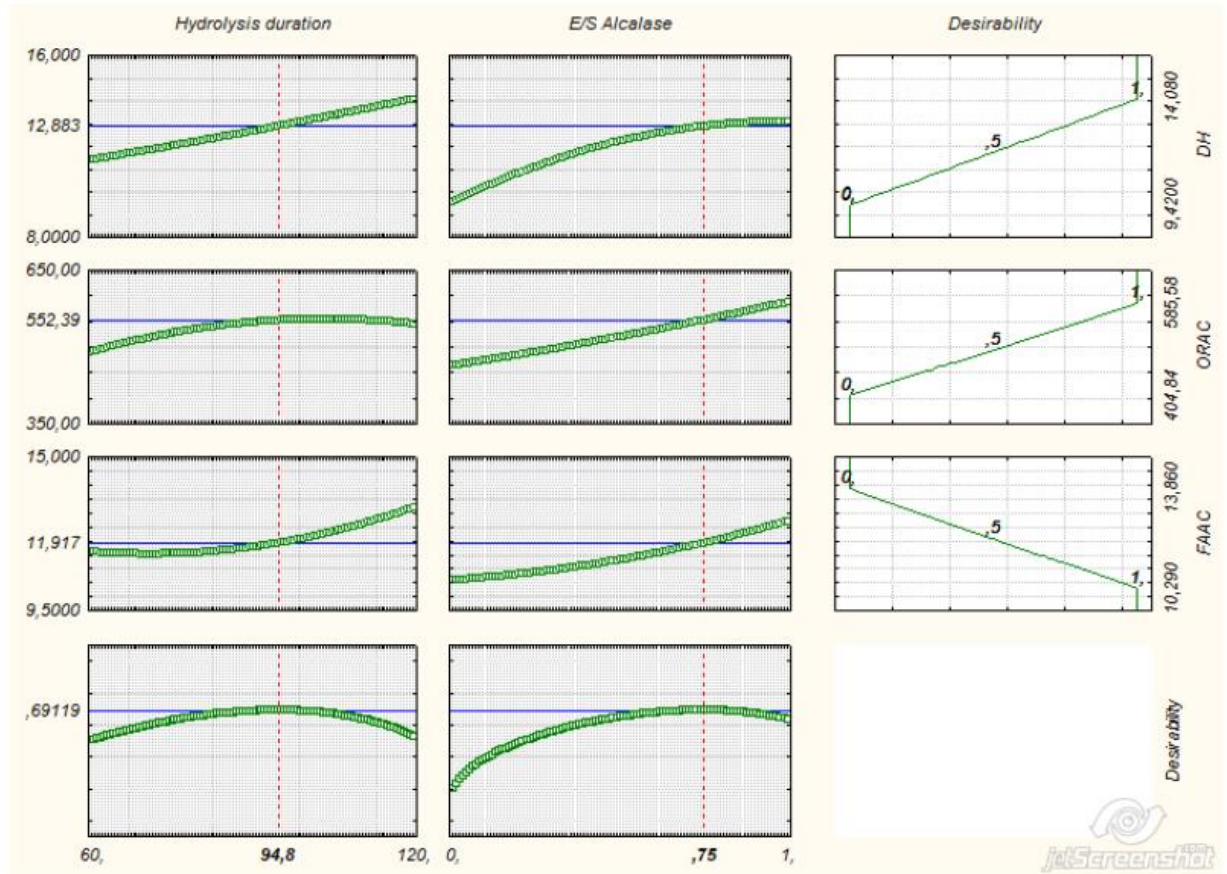 Hydrolysis duration E/S Alcalase Desirability
16,000
12,883
8,0000
0, ,5 1,
9,4200 14,080
DH
650,00
552,39
350,00
0, ,5 1,
404,84 585,58
ORAC
15,000
11,917
9,5000
0, ,5 1,
10,290 13,860
FAAC
,69119
Desirability
60, 94,8 120, 0, ,75 1,
jetScreenshot
.com